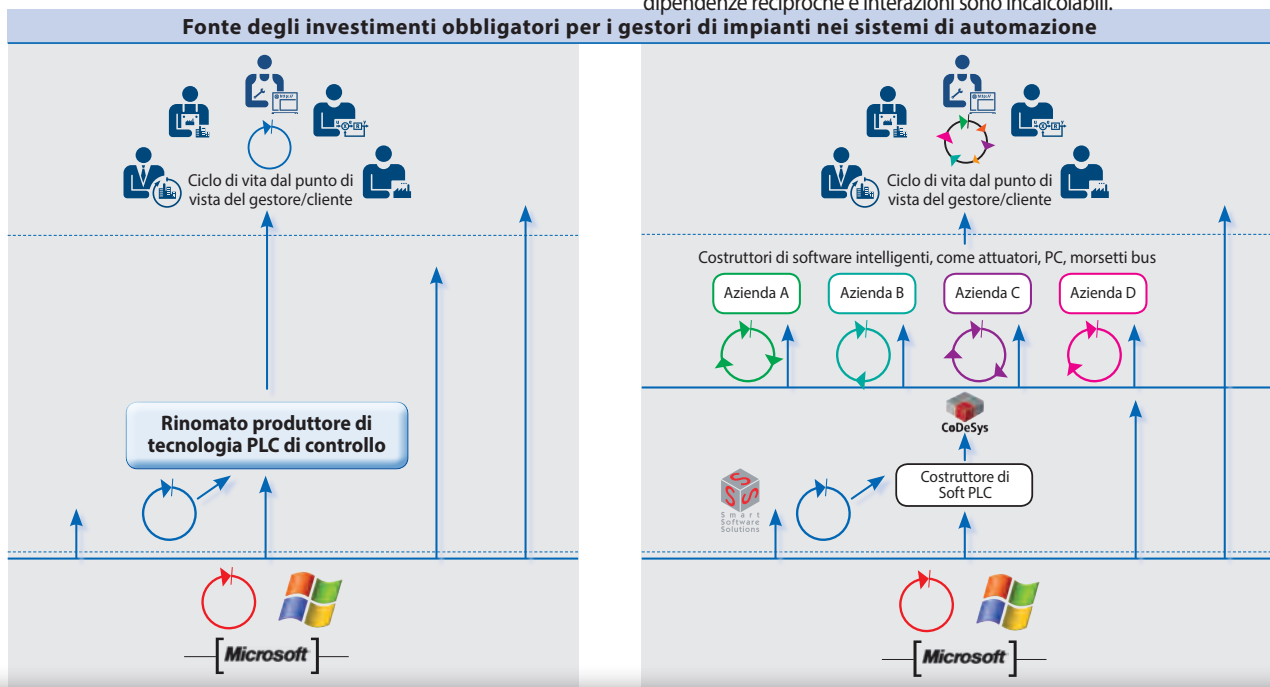 dipendenze reciproche e interazioni sono incalcolabili.
Fonte degli investimenti obbligatori per i gestori di impianti nei sistemi di automazione
Ciclo di vita dal punto di
vista del gestore/cliente
Rinomato produttore di
tecnologia PLC di controllo
Microsoft
Ciclo di vita dal punto di
vista del gestore/cliente
Costruttori di software intelligenti, come attuatori, PC, morsetti bus
Azienda A
Azienda B
Azienda C
Azienda D
CoDeSys
Costruttore di
Soft PLC
SSS
Smart
Software
Solutions
Microsoft